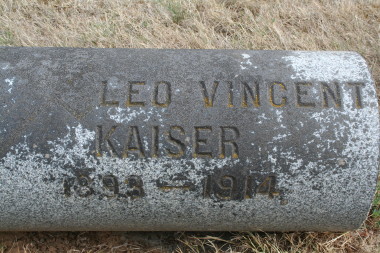 LEO VINCENT
KAISER
1893 — 1914